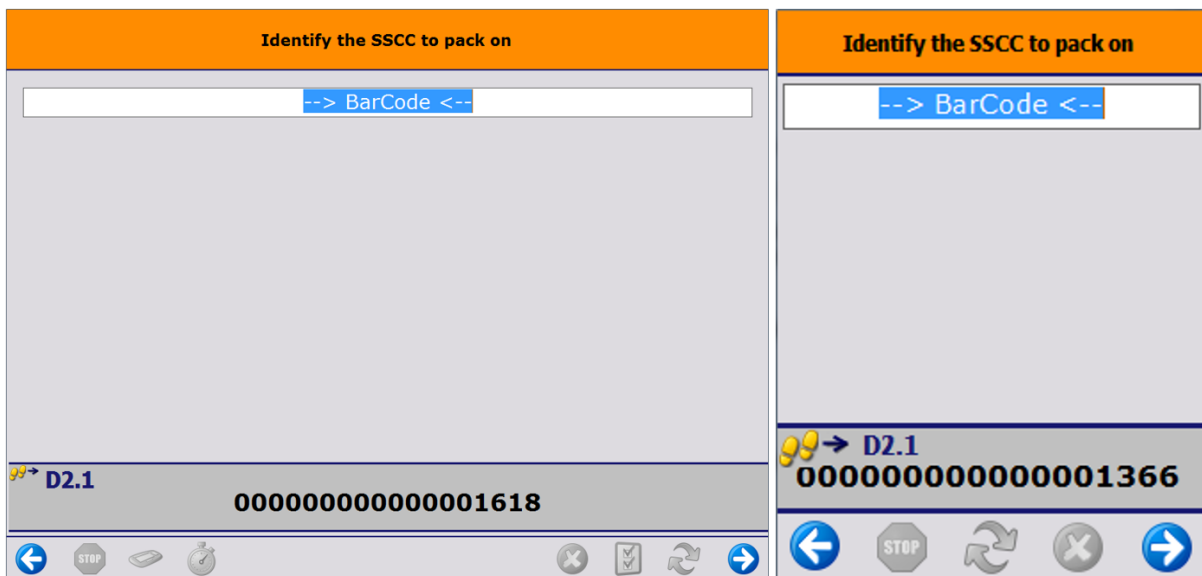 Identify the SSCC to pack on
--> BarCode <--
D2.1
000000000000001618
STOP
Identify the SSCC to pack on
--> BarCode <--
D2.1
000000000000001366
STOP